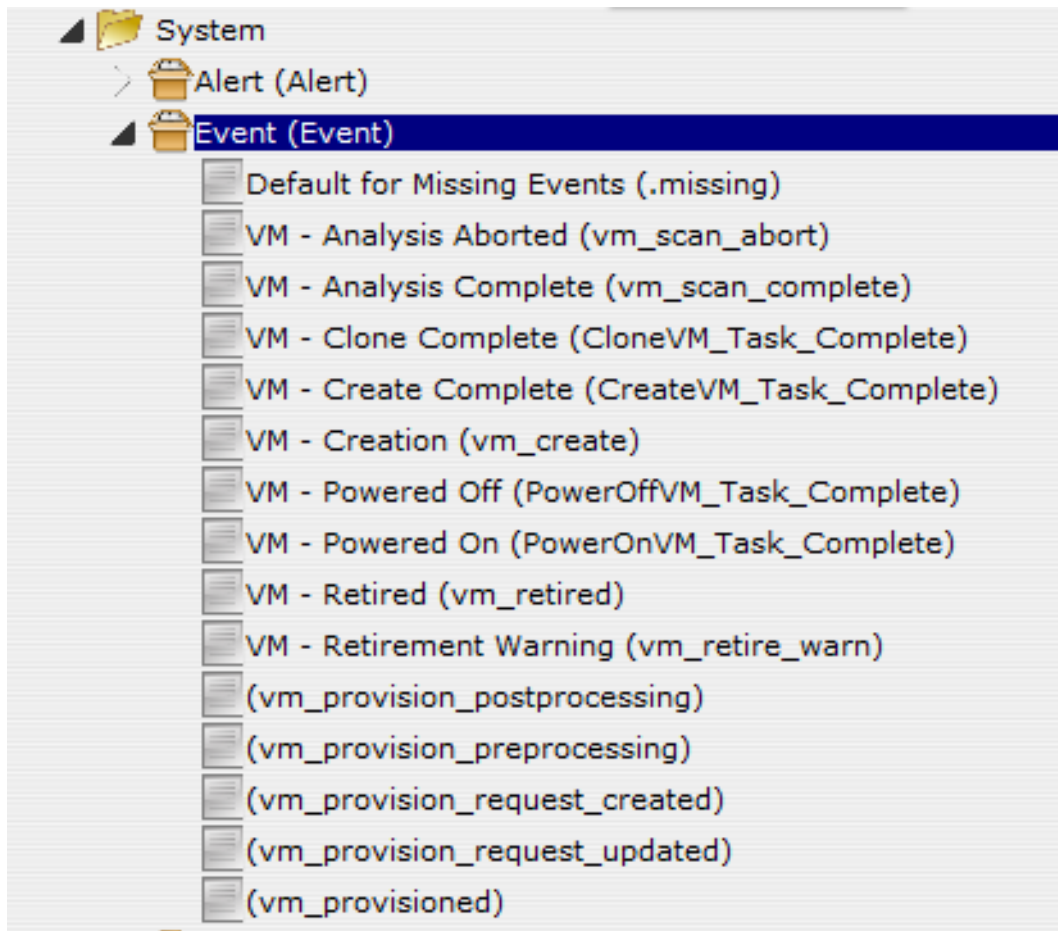 System
Alert (Alert)
Event (Event)
Default for Missing Events (.missing)
VM - Analysis Aborted (vm_scan_abort)
VM - Analysis Complete (vm_scan_complete)
VM - Clone Complete (CloneVM_Task_Complete)
VM - Create Complete (CreateVM_Task_Complete)
VM - Creation (vm_create)
VM - Powered Off (PowerOffVM_Task_Complete)
VM - Powered On (PowerOnVM_Task_Complete)
VM - Retired (vm_retired)
VM - Retirement Warning (vm_retire_warn)
(vm_provision_postprocessing)
(vm_provision_preprocessing)
(vm_provision_request_created)
(vm_provision_request_updated)
(vm_provisioned)